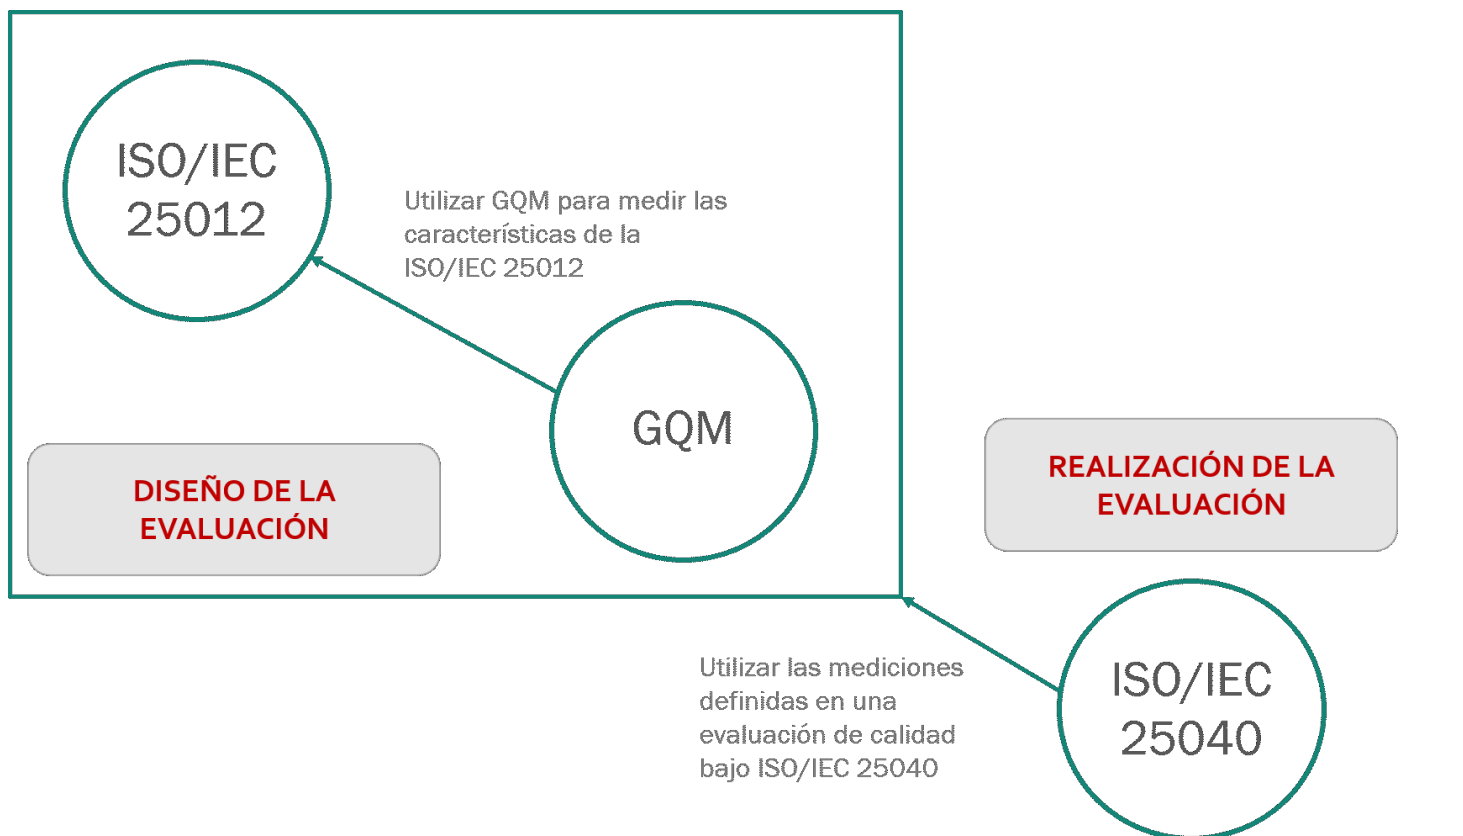 ISO/IEC
25012
Utilizar GQM para medir las
características de la
ISO/IEC 25012
GQM
DISEÑO DE LA
EVALUACIÓN
REALIZACIÓN DE LA
EVALUACIÓN
Utilizar las mediciones
definidas en una
evaluación de calidad
bajo ISO/IEC 25040
ISO/IEC
25040